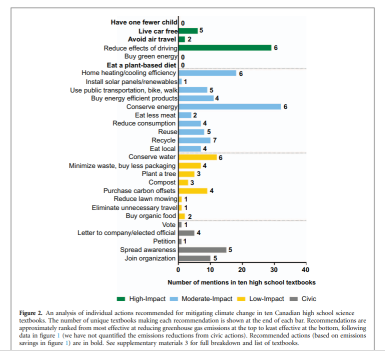 Have one fewer child 0
Live car free 5
Avoid air travel 2
Reduce effects of driving 6
Buy green energy 0
Eat a plant-based diet 0
Home heating/cooling efficiency 6
Install solar panels/renewables 1
Use public transportation, bike, walk 5
Buy energy efficient products 4
Conserve energy 6
Eat less meat 2
Reduce consumption 4
Reuse 5
Recycle 7
Eat local 4
Conserve water 6
Minimize waste, buy less packaging 4
Plant a tree 3
Compost 3
Purchase carbon offsets 4
Reduce lawn mowing 1
Eliminate unnecessary travel 1
Buy organic food 2
Vote 1
Letter to company/elected official 4
Petition 1
Spread awareness 5
Join organization 5
0 10 20 30 40
Number of mentions in ten high school textbooks
High-Impact Moderate-Impact Low-Impact Civic
Figure 2. An analysis of individual actions recommended for mitigating climate change in ten Canadian high school science
textbooks. The number of unique textbooks making each recommendation is shown at the end of each bar. Recommendations are
approximately ranked from most effective at reducing greenhouse gas emissions at the top to least effective at the bottom, following
data in figure 1 (we have not quantified the emissions reductions from civic actions). Recommended actions (based on emissions
savings in figure 1) are in bold. See supplementary materials 3 for full breakdown and list of textbooks.